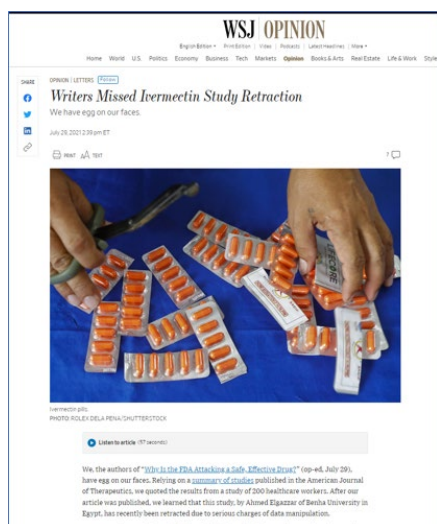 WSJ | OPINION
English Edition Print Edition | Video | Podcasts | Latest Headlines | More
Home World U.S. Politics Economy Business Tech Markets Opinion Books & Arts Real Estate Life & Work Style
SHARE
OPINION | LETTERS Follow
Writers Missed Ivermectin Study Retraction
We have egg on our faces.
July 29, 2021 2:39 pm ET
PRINT AA TEXT
7
Ivermectin pills.
PHOTO: ROLEX DELA PENA/SHUTTERSTOCK
Listen to article (57 seconds)
We, the authors of “Why Is the FDA Attacking a Safe, Effective Drug?” (op-ed, July 29),
have egg on our faces. Relying on a summary of studies published in the American Journal
of Therapeutics, we quoted the results from a study of 200 healthcare workers. After our
article was published, we learned that this study, by Ahmed Elgazzar of Benha University in
Egypt, has recently been retracted due to serious charges of data manipulation.